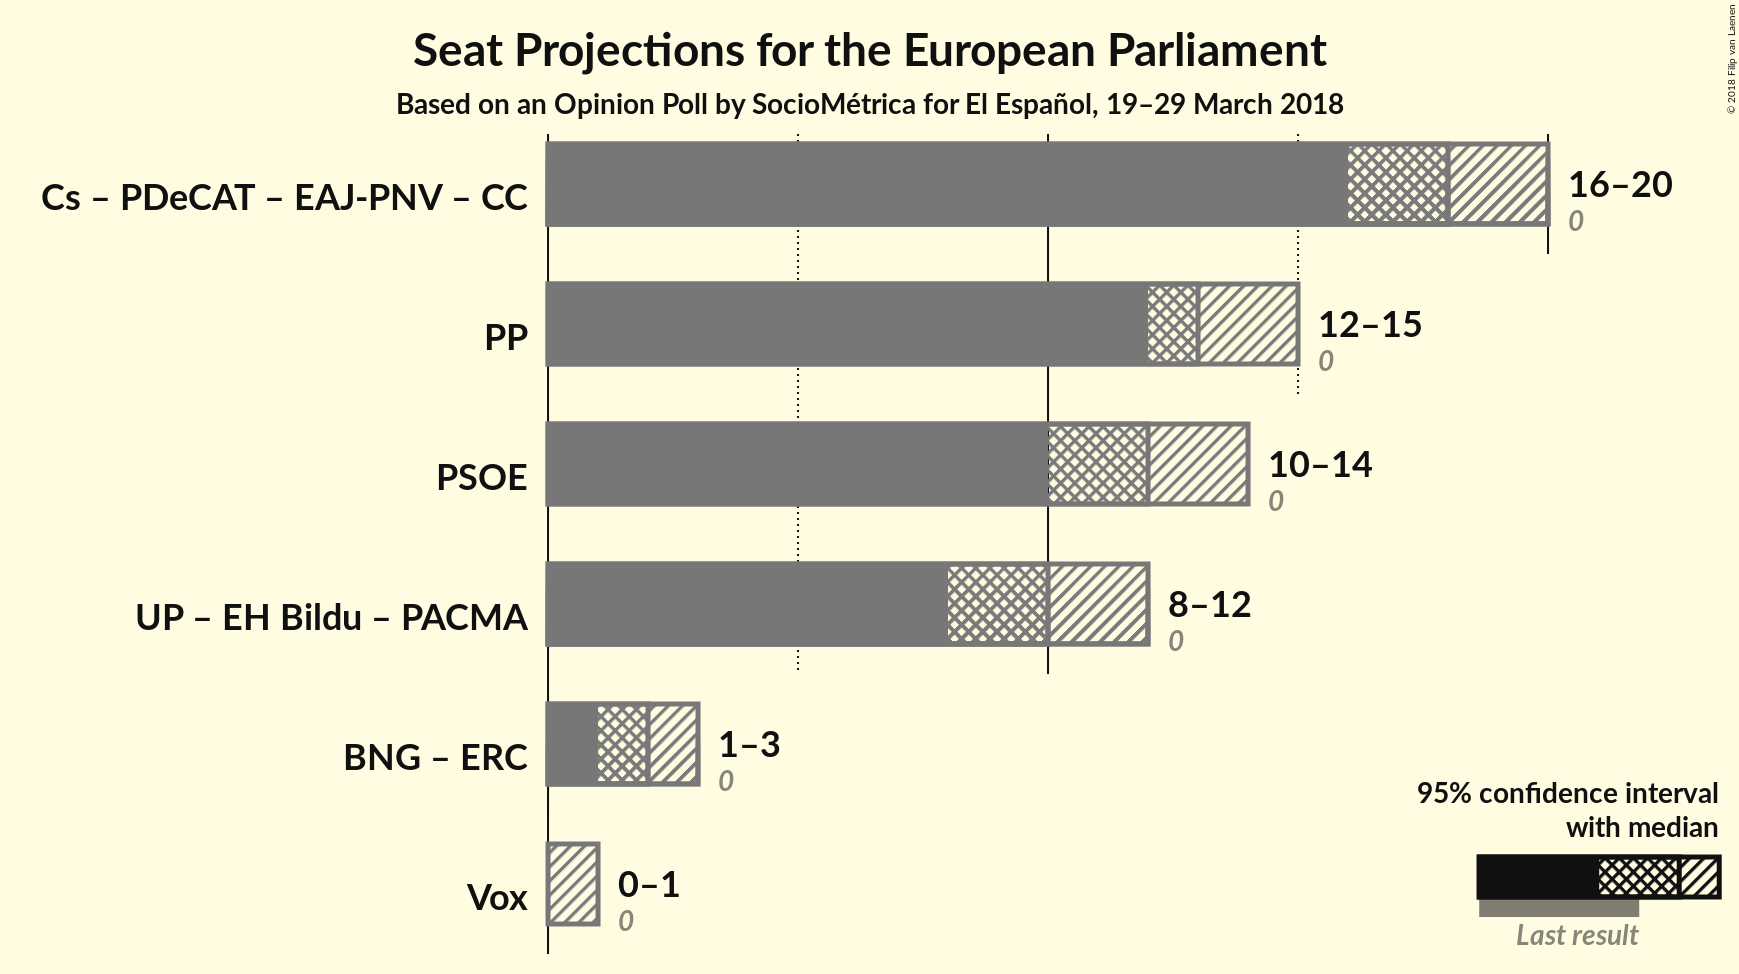 Seat Projections for the European Parliament
Based on an Opinion Poll by SocioMétrica for El Español, 19–29 March 2018
© 2018 Filip van Laenen
Cs – PDeCAT – EAJ-PNV – CC
16–20
0
PP
12–15
0
PSOE
10–14
0
UP – EH Bildu – PACMA
8–12
0
BNG – ERC
1–3
0
Vox
0–1
0
95% confidence interval
with median
Last result